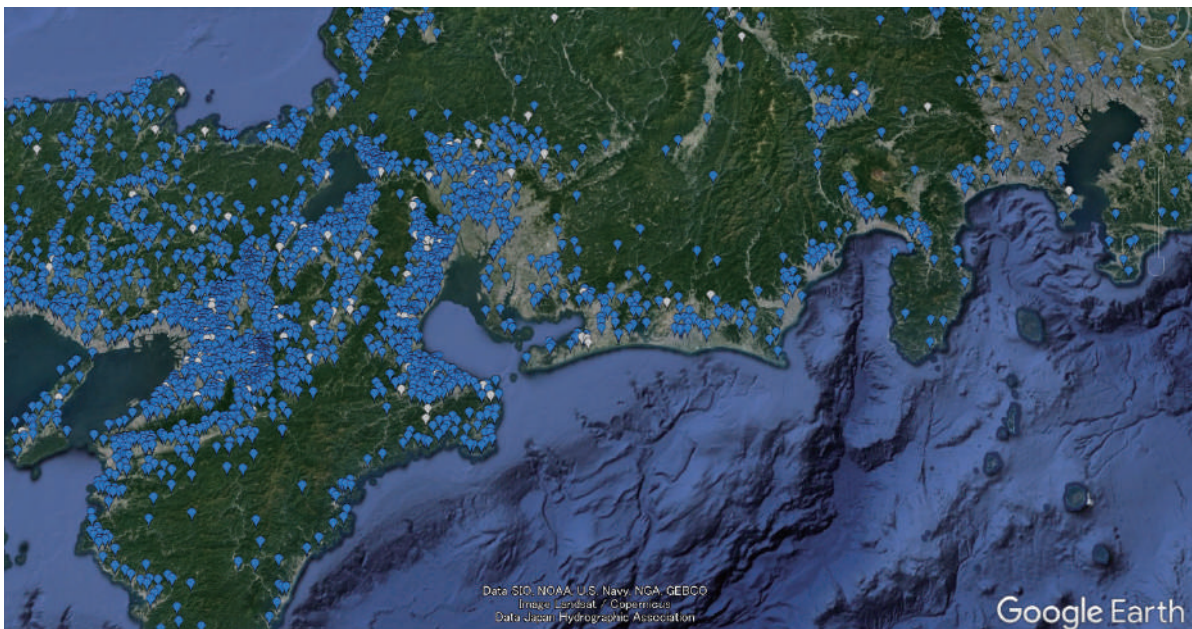 Data SIO, NOAA, U.S. Navy, NGA, GEBCO
Image Landsat / Copernicus
Data Japan Hydrographic Association
Google Earth